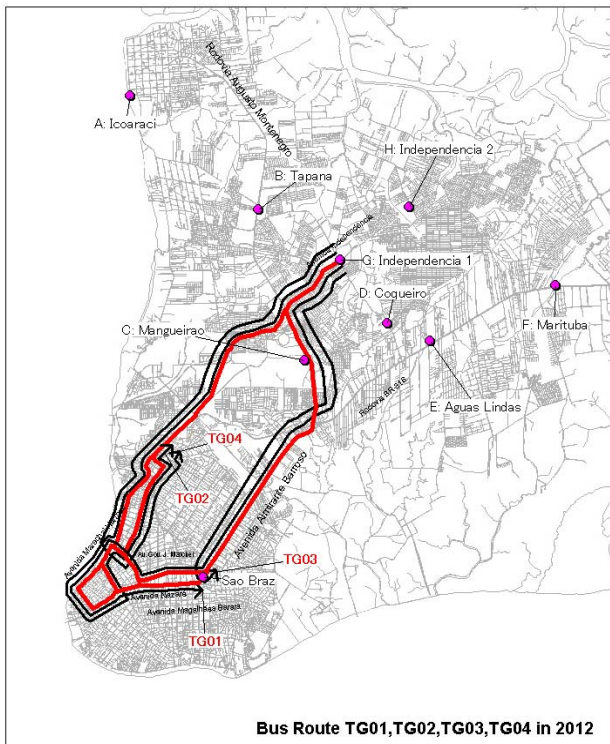 Rodovia Augusto Montenegro
A: Icoaraci
H: Independencia 2
B: Tapana
G: Independencia 1
D: Coqueiro
F: Marituba
C: Mangueirao
E: Aguas Lindas
TG04
TG02
Avenida Almirante Barroso
TG03
Sao Braz
Avenida Nazare
Avenida Magalhaes Barata
TG01
Bus Route TG01,TG02,TG03,TG04 in 2012